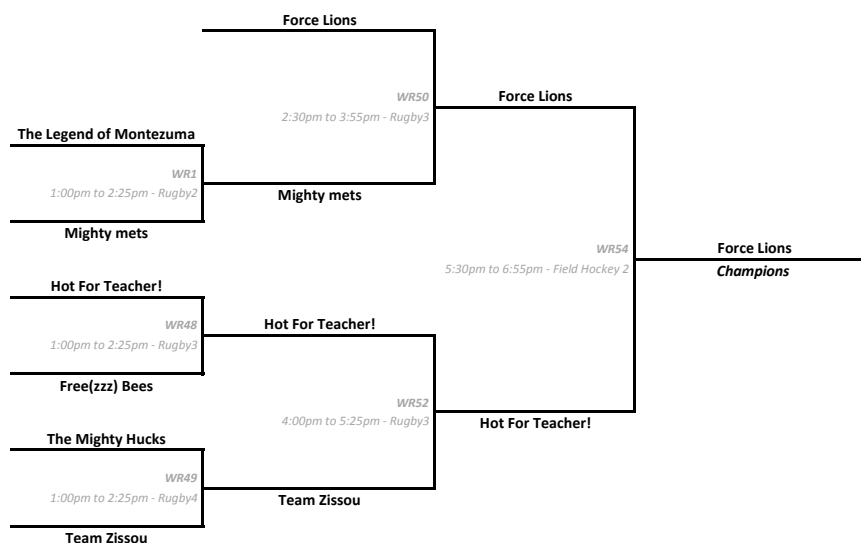 Force Lions
WR50
Force Lions
2:30pm to 3:55pm - Rugby3
The Legend of Montezuma
WR1
1:00pm to 2:25pm - Rugby2
Mighty mets
Mighty mets
WR54
Force Lions
5:30pm to 6:55pm - Field Hockey 2
Champions
Hot For Teacher!
WR48
Hot For Teacher!
1:00pm to 2:25pm - Rugby3
Free(zzz) Bees
WR52
4:00pm to 5:25pm - Rugby3
Hot For Teacher!
The Mighty Hucks
WR49
1:00pm to 2:25pm - Rugby4
Team Zissou
Team Zissou